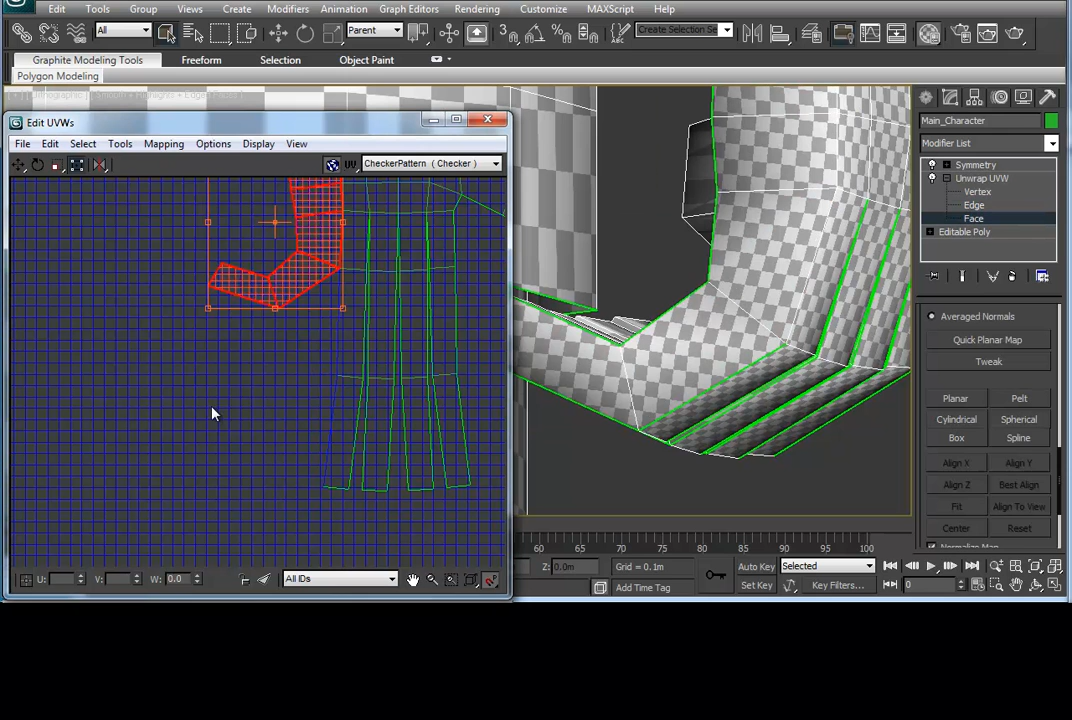 Edit Tools Group Views Create Modifiers Animation Graph Editors Rendering Customize MAXScript Help
All Parent Create Selection Se
Graphite Modeling Tools Freeform Selection Object Paint
Polygon Modeling
Edit UVWs
File Edit Select Tools Mapping Options Display View
UV CheckerPattern ( Checker )
Main_Character
Modifier List
Symmetry
Unwrap UVW
Vertex
Edge
Face
Editable Poly
Averaged Normals
Quick Planar Map
Tweak
Planar Pelt
Cylindrical Spherical
Box Spline
Align X Align Y
Align Z Best Align
Fit Align To View
Center Reset
60 65 70 75 80 85 90 95 100
Z: 0.0m Grid = 0.1m Auto Key Selected
Add Time Tag Set Key Key Filters... 0
U: V: W: 0.0 All IDs